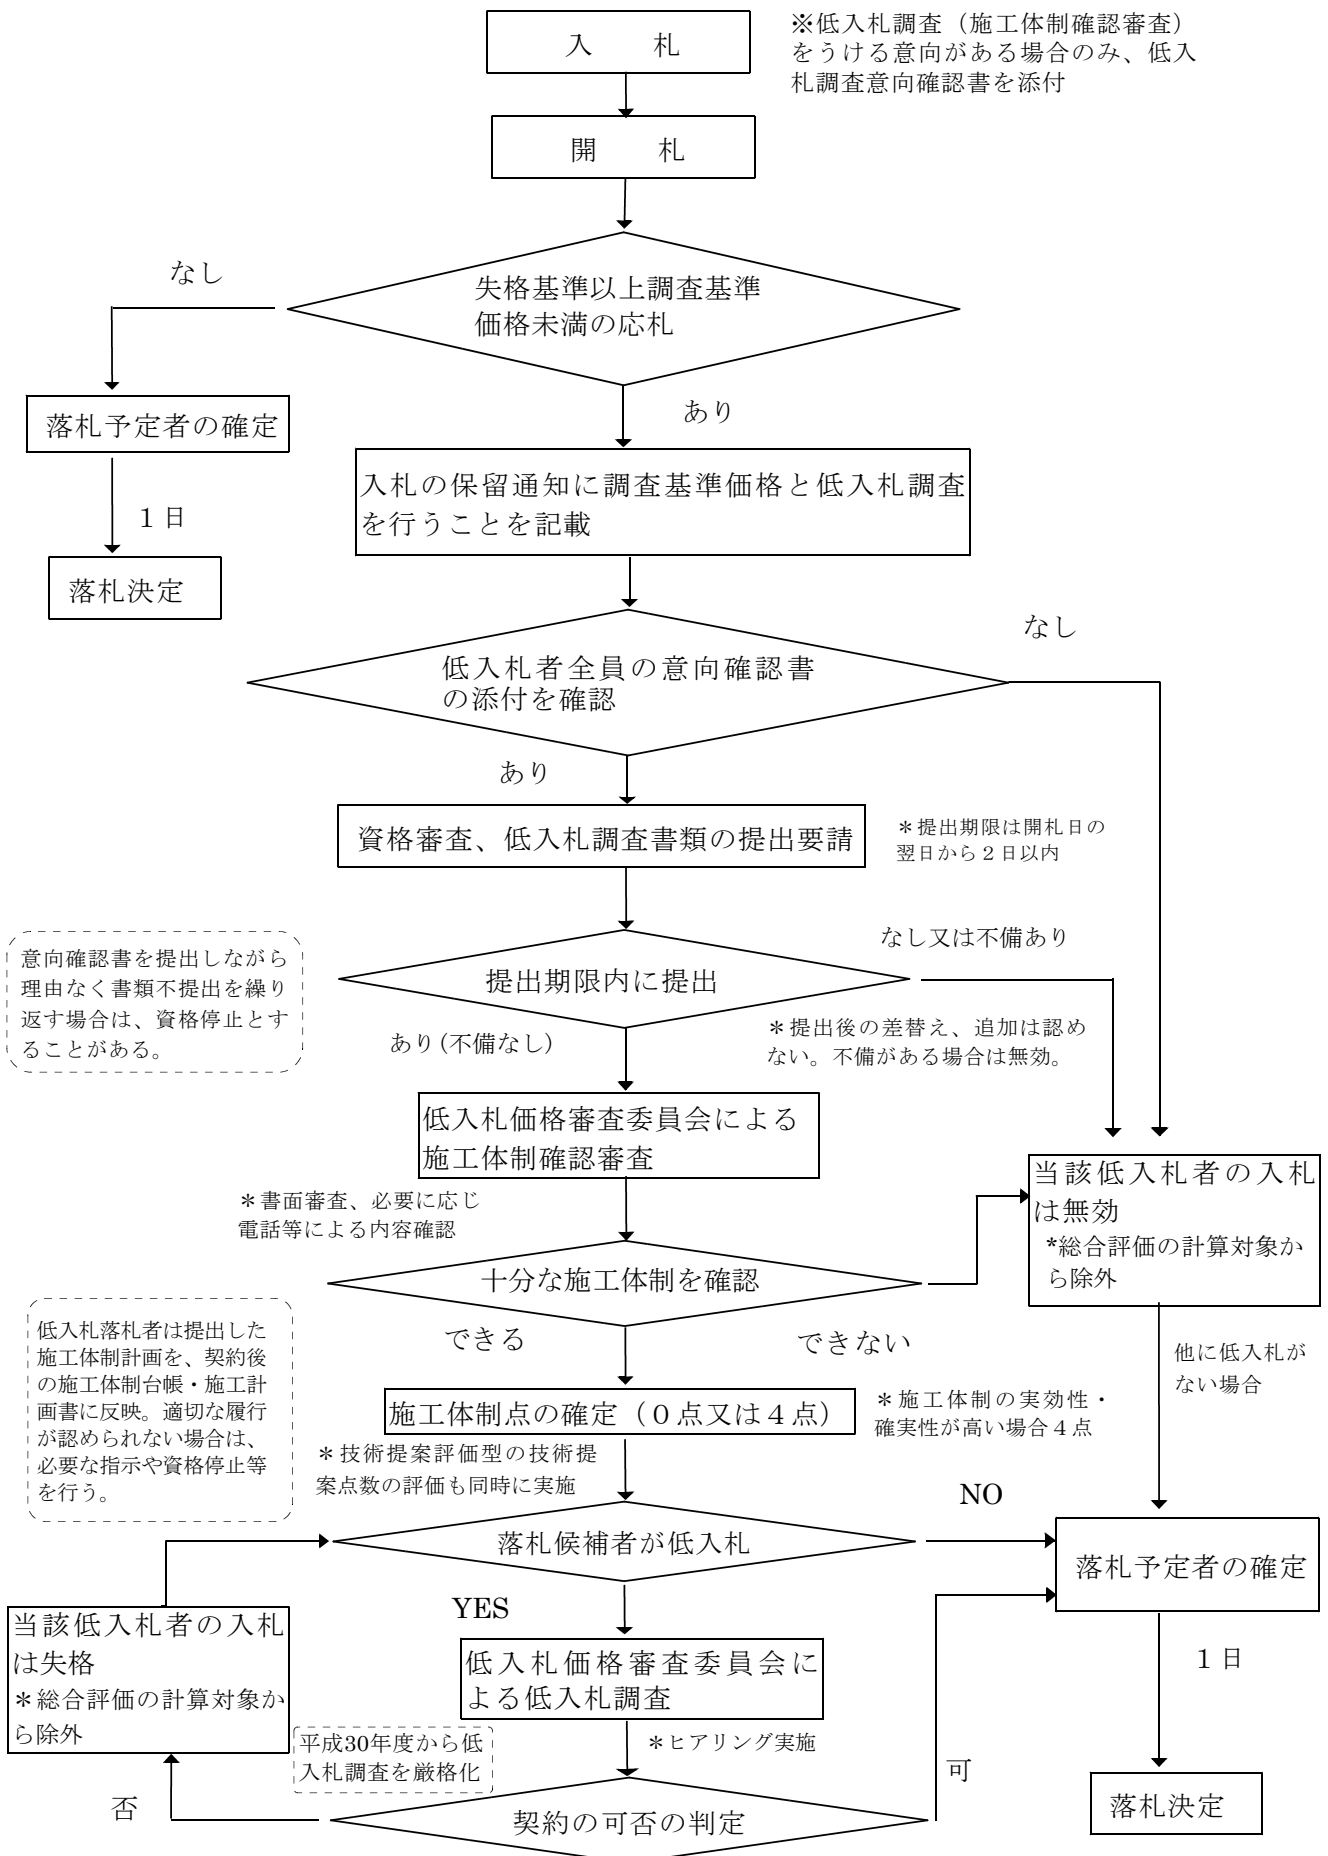 入　札
※低入札調査（施工体制確認審査）
をうける意向がある場合のみ、低入
札調査意向確認書を添付
開　札
なし
失格基準以上調査基準
価格未満の応札
落札予定者の確定
あり
1 日
落札決定
入札の保留通知に調査基準価格と低入札調査
を行うことを記載
なし
低入札者全員の意向確認書
の添付を確認
あり
資格審査、低入札調査書類の提出要請
＊提出期限は開札日の
翌日から２日以内
意向確認書を提出しながら
理由なく書類不提出を繰り
返す場合は、資格停止とす
ることがある。
なし又は不備あり
提出期限内に提出
あり(不備なし)
＊提出後の差替え、追加は認め
ない。不備がある場合は無効。
低入札価格審査委員会による
施工体制確認審査
当該低入札者の入札
は無効
*総合評価の計算対象か
ら除外
＊書面審査、必要に応じ
電話等による内容確認
十分な施工体制を確認
できる
できない
低入札落札者は提出した
施工体制計画を、契約後
の施工体制台帳・施工計
画書に反映。適切な履行
が認められない場合は、
必要な指示や資格停止等
を行う。
他に低入札が
ない場合
施工体制点の確定（０点又は４点）
＊施工体制の実効性・
確実性が高い場合４点
＊技術提案評価型の技術提
案点数の評価も同時に実施
NO
落札候補者が低入札
落札予定者の確定
YES
当該低入札者の入札
は失格
＊総合評価の計算対象か
ら除外
低入札価格審査委員会に
よる低入札調査
1 日
平成30年度から低
入札調査を厳格化
＊ヒアリング実施
可
否
契約の可否の判定
落札決定